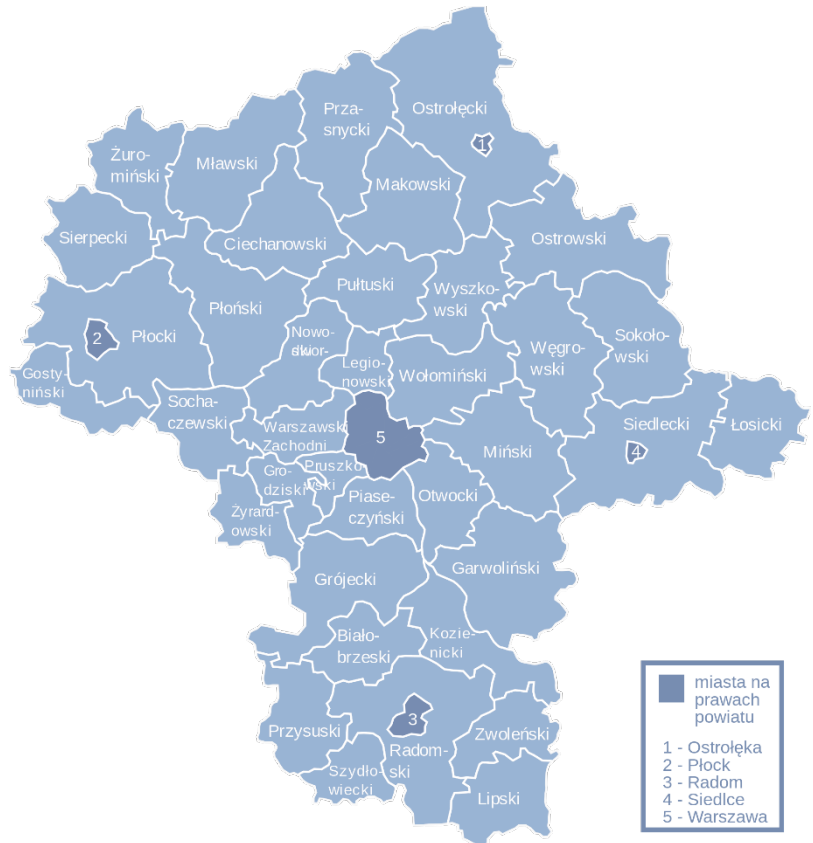 Ostrołęcki
1
Prza-
snycki
Żuro-
miński
Mławski
Makowski
Sierpecki
Ciechanowski
Ostrowski
Pułtuski
Wyszko-
wski
Płoński
Płocki
2
Nowo-
dwor-
ski
Legio-
nowski
Wołomiński
Węgro-
wski
Sokoło-
wski
Gosty-
niński
Socha-
czewski
Warszawski
Zachodni
5
Miński
Siedlecki
4
Łosicki
Pruszko-
wski
Gro-
dziski
Piase-
czyński
Otwocki
Żyrard-
owski
Garwoliński
Grójecki
Biało-
brzeski
Kozie-
nicki
3
Przysuski
Radom-
ski
Zwoleński
Szydło-
wiecki
Lipski
miasta na
prawach
powiatu
1 - Ostrołęka
2 - Płock
3 - Radom
4 - Siedlce
5 - Warszawa